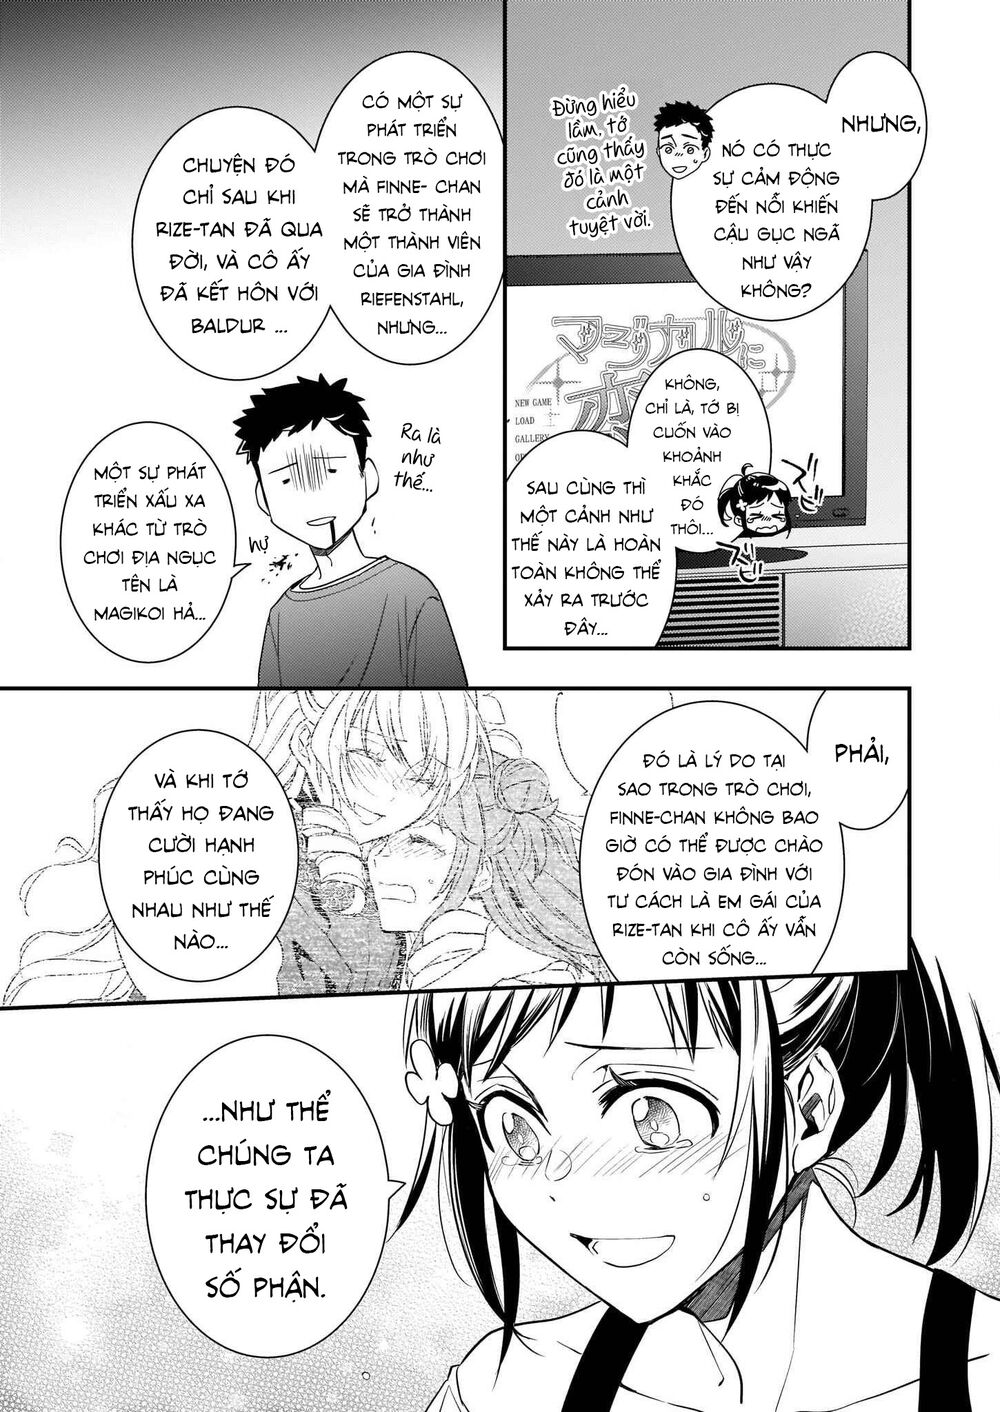 NHƯNG,
NÓ CÓ THỰC
SỰ CẢM ĐỘNG
ĐẾN NỖI KHIẾN
CẬU GỤC NGÃ
NHƯ VẬY
KHÔNG?
Đừng hiểu
lầm, tớ
cũng thấy
đó là một
cảnh
tuyệt vời.
マジカルに
恋
NEW GAME
LOAD
GALLERY
KHÔNG,
CHỈ LÀ, TỚ BỊ
CUỐN VÀO
KHOẢNH
KHẮC
ĐÓ
THÔI...
SAU CÙNG THÌ
MỘT CẢNH NHƯ
THẾ NÀY LÀ HOÀN
TOÀN KHÔNG THỂ
XẢY RA TRƯỚC
ĐÂY...
CÓ MỘT SỰ
PHÁT TRIỂN
TRONG TRÒ CHƠI
MÀ FINNE- CHAN
SẼ TRỞ THÀNH
MỘT THÀNH VIÊN
CỦA GIA ĐÌNH
RIEFENSTAHL,
NHƯNG...
CHUYỆN ĐÓ
CHỈ SAU KHI
RIZE-TAN ĐÃ QUA
ĐỜI, VÀ CÔ ẤY
ĐÃ KẾT HÔN VỚI
BALDUR ...
Ra là
như
thế...
hự
MỘT SỰ PHÁT
TRIỂN XẤU XA
KHÁC TỪ TRÒ
CHƠI ĐỊA NGỤC
TÊN LÀ
MAGIKOI HẢ...
PHẢI,
ĐÓ LÀ LÝ DO TẠI
SAO TRONG TRÒ CHƠI,
FINNE-CHAN KHÔNG BAO
GIỜ CÓ THỂ ĐƯỢC CHÀO
ĐÓN VÀO GIA ĐÌNH VỚI
TƯ CÁCH LÀ EM GÁI CỦA
RIZE-TAN KHI CÔ ẤY VẪN
CÒN SỐNG...
VÀ KHI TỚ
THẤY HỌ ĐANG
CƯỜI HẠNH
PHÚC CÙNG
NHAU NHƯ THẾ
NÀO...
...NHƯ THỂ
CHÚNG TA
THỰC SỰ ĐÃ
THAY ĐỔI
SỐ PHẬN.